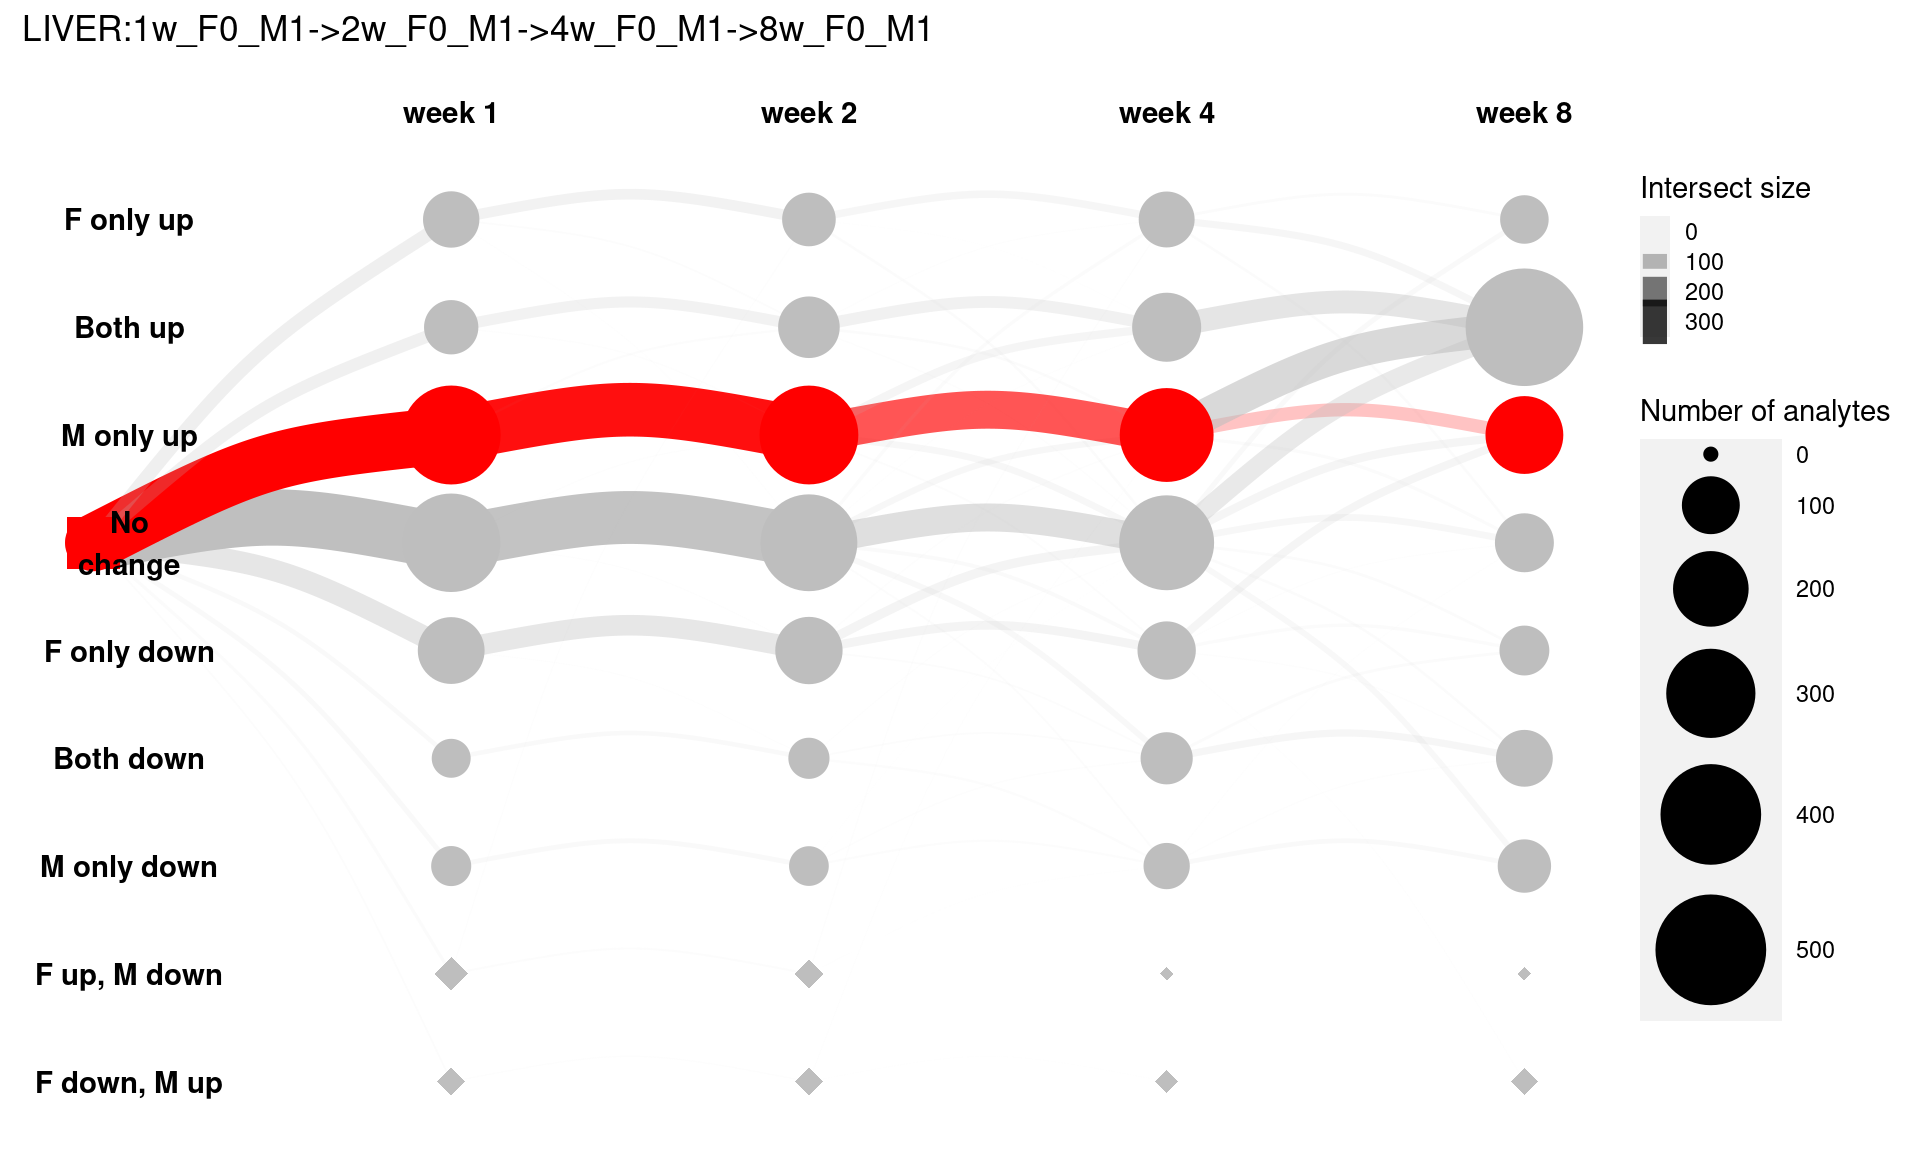 LIVER:1w_F0_M1->2w_F0_M1->4w_F0_M1->8w_F0_M1
week 1
week 2
week 4
week 8
F only up
Both up
M only up
No
change
F only down
Both down
M only down
F up, M down
F down, M up
Intersect size
0
100
200
300
Number of analytes
0
100
200
300
400
500